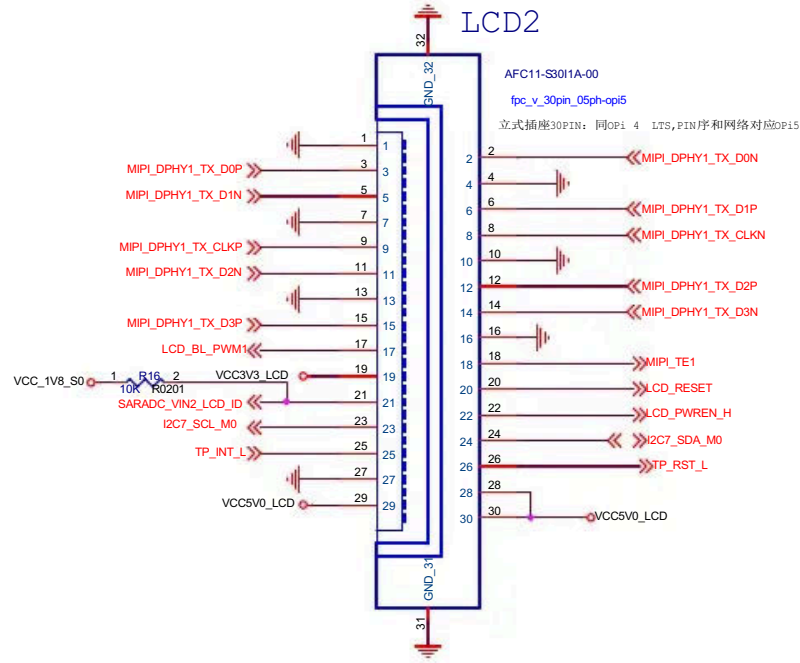 LCD2
32
GND_32
AFC11-S30I1A-00
fpc_v_30pin_05ph-opi5
立式插座30PIN: 同OPi 4 LTS,PIN序和网络对应OPi5
1 1
2 2 MIPI_DPHY1_TX_D0N
MIPI_DPHY1_TX_D0P 3 3
4 4
MIPI_DPHY1_TX_D1N 5 5
6 6 MIPI_DPHY1_TX_D1P
7 7
8 8 MIPI_DPHY1_TX_CLKN
MIPI_DPHY1_TX_CLKP 9 9
10 10
MIPI_DPHY1_TX_D2N 11 11
12 12 MIPI_DPHY1_TX_D2P
13 13
14 14 MIPI_DPHY1_TX_D3N
MIPI_DPHY1_TX_D3P 15 15
16 16
LCD_BL_PWM1 17 17
18 18 MIPI_TE1
VCC3V3_LCD 19 19
20 20 LCD_RESET
VCC_1V8_S0 1 R16 2
10K R0201
SARADC_VIN2_LCD_ID 21 21
22 22 LCD_PWREN_H
I2C7_SCL_M0 23 23
24 24 I2C7_SDA_M0
TP_INT_L 25 25
26 26 TP_RST_L
27 27
28 28
VCC5V0_LCD 29 29
30 30 VCC5V0_LCD
GND_31
31